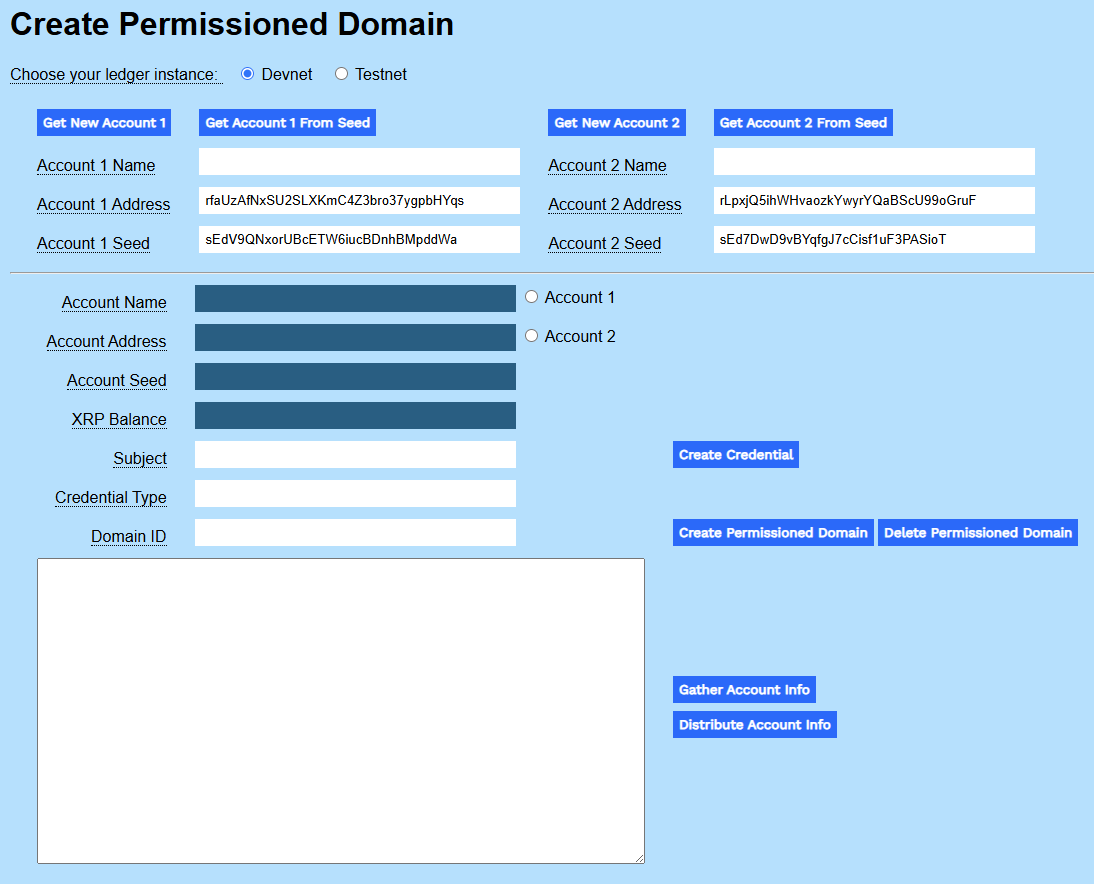 Create Permissioned Domain
Choose your ledger instance: Devnet Testnet
Get New Account 1 Get Account 1 From Seed Get New Account 2 Get Account 2 From Seed
Account 1 Name Account 2 Name
Account 1 Address rfaUzAfNxSU2SLXKmC4Z3bro37ygpbHYqs Account 2 Address rLpxjQ5ihWHvaozkYwyrYQaBScU99oGruF
Account 1 Seed sEdV9QNxorUBcETW6iucBDnhBMpddWa Account 2 Seed sEd7DwD9vBYqfgJ7cCisf1uF3PASioT
Account Name Account 1
Account Address Account 2
Account Seed
XRP Balance
Subject Create Credential
Credential Type
Domain ID Create Permissioned Domain Delete Permissioned Domain
Gather Account Info
Distribute Account Info